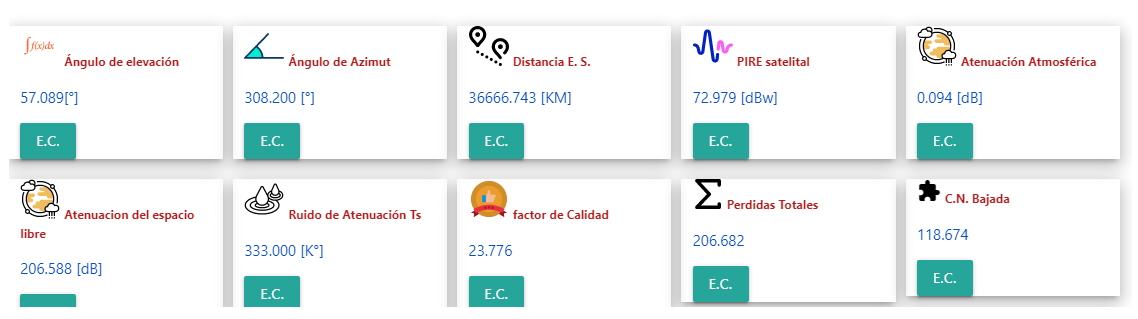 ∫f(x)dx Ángulo de elevación
57.089[°]
E.C.
Ángulo de Azimut
308.200 [°]
E.C.
Distancia E. S.
36666.743 [KM]
E.C.
PIRE satelital
72.979 [dBw]
E.C.
Atenuación Atmosférica
0.094 [dB]
E.C.
Atenuacion del espacio
libre
206.588 [dB]
Ruido de Atenuación Ts
333.000 [K°]
E.C.
factor de Calidad
23.776
E.C.
Perdidas Totales
206.682
E.C.
C.N. Bajada
118.674
E.C.